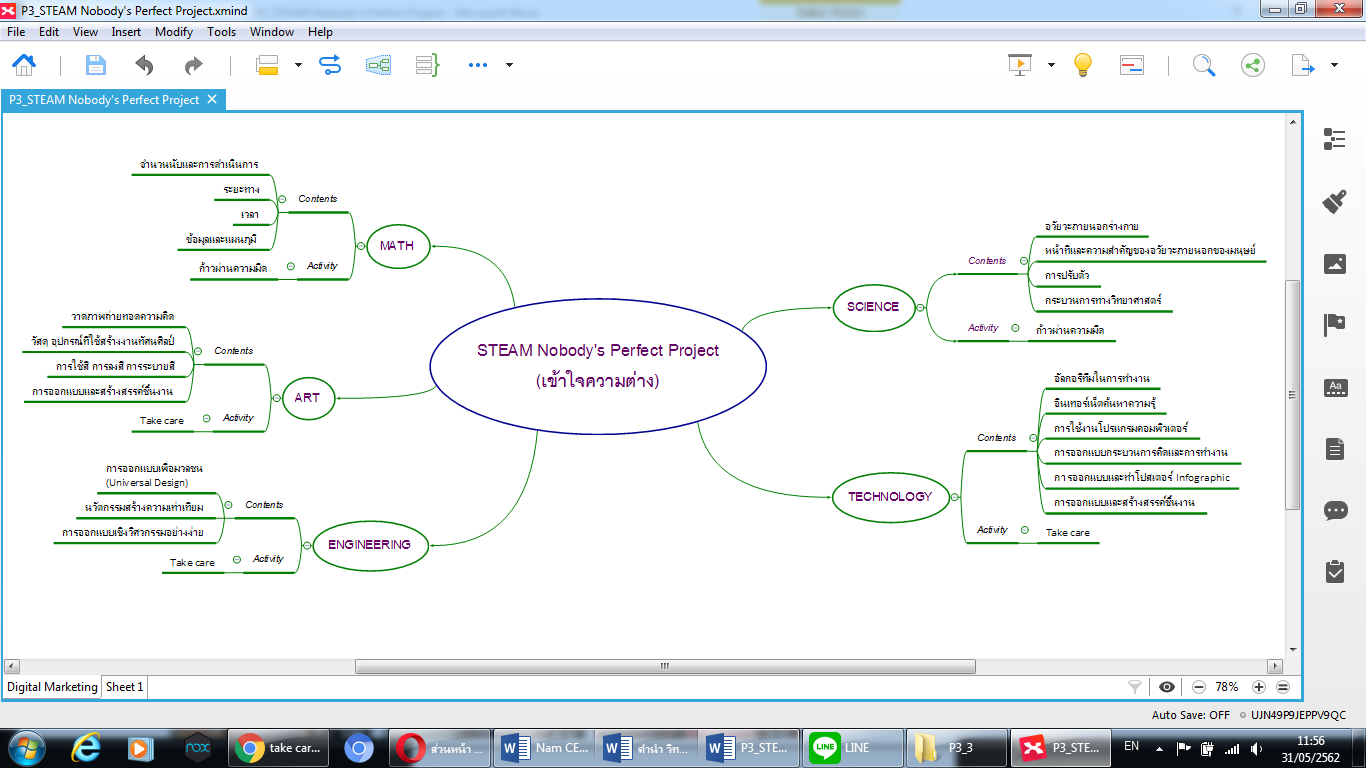 P3_STEAM Nobody's Perfect Project.xmind
File Edit View Insert Modify Tools Window Help
P3_STEAM Nobody's Perfect Project
จำนวนนับและการดำเนินการ
ระยะทาง
เวลา
ข้อมูลและแผนภูมิ
Contents
MATH
ก้าวผ่านความมืด
Activity
วาดภาพถ่ายทอดความคิด
วัสดุ อุปกรณ์ที่ใช้สร้างงานทัศนศิลป์
การใช้สี การลงสี การระบายสี
การออกแบบและสร้างสรรค์ชิ้นงาน
Contents
ART
Take care
Activity
การออกแบบเพื่อมวลชน
(Universal Design)
นวัตกรรมสร้างความเท่าเทียม
การออกแบบเชิงวิศวกรรมอย่างง่าย
Contents
ENGINEERING
Take care
Activity
STEAM Nobody's Perfect Project
(เข้าใจความต่าง)
SCIENCE
Contents
อวัยวะภายนอกร่างกาย
หน้าที่และความสำคัญของอวัยวะภายนอกของมนุษย์
การปรับตัว
กระบวนการทางวิทยาศาสตร์
Activity
ก้าวผ่านความมืด
TECHNOLOGY
Contents
อัลกอริทึมในการทำงาน
อินเทอร์เน็ตค้นหาความรู้
การใช้งานโปรแกรมคอมพิวเตอร์
การออกแบบกระบวนการคิดและการทำงาน
การออกแบบและทำโปสเตอร์ Infographic
การออกแบบและสร้างสรรค์ชิ้นงาน
Activity
Take care
Digital Marketing Sheet 1
78%
Auto Save: OFF UJN49P9JEPPV9QC
nox take car... ส่วนหน้า ... Nam CE... คำนำ วิท... P3_STE... LINE LINE P3_3 P3_STE... EN 11:56
31/05/2562